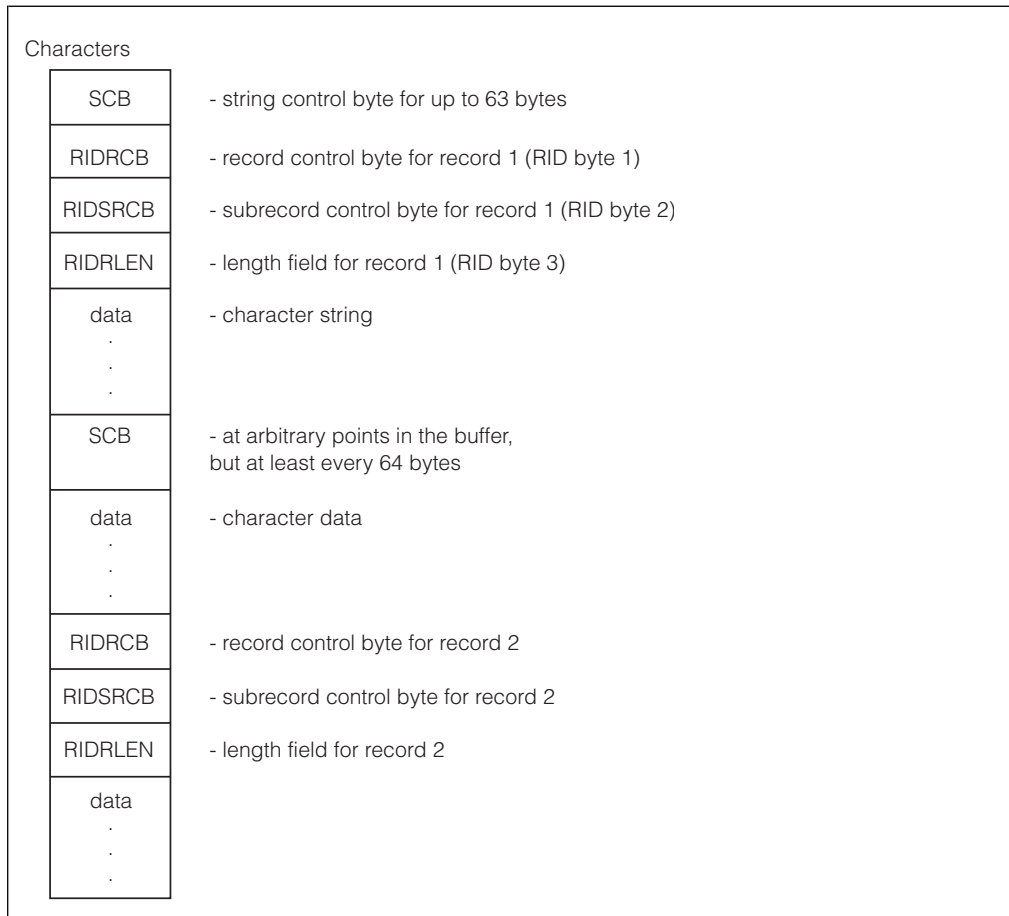 Characters
SCB - string control byte for up to 63 bytes
RIDRCB - record control byte for record 1 (RID byte 1)
RIDSRCB - subrecord control byte for record 1 (RID byte 2)
RIDRLEN - length field for record 1 (RID byte 3)
data - character string
.
.
.
SCB - at arbitrary points in the buffer,
but at least every 64 bytes
data - character data
.
.
.
RIDRCB - record control byte for record 2
RIDSRCB - subrecord control byte for record 2
RIDRLEN - length field for record 2
data
.
.
.